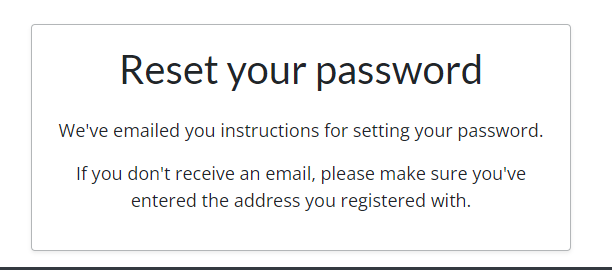 Reset your password
We've emailed you instructions for setting your password.
If you don't receive an email, please make sure you've
entered the address you registered with.